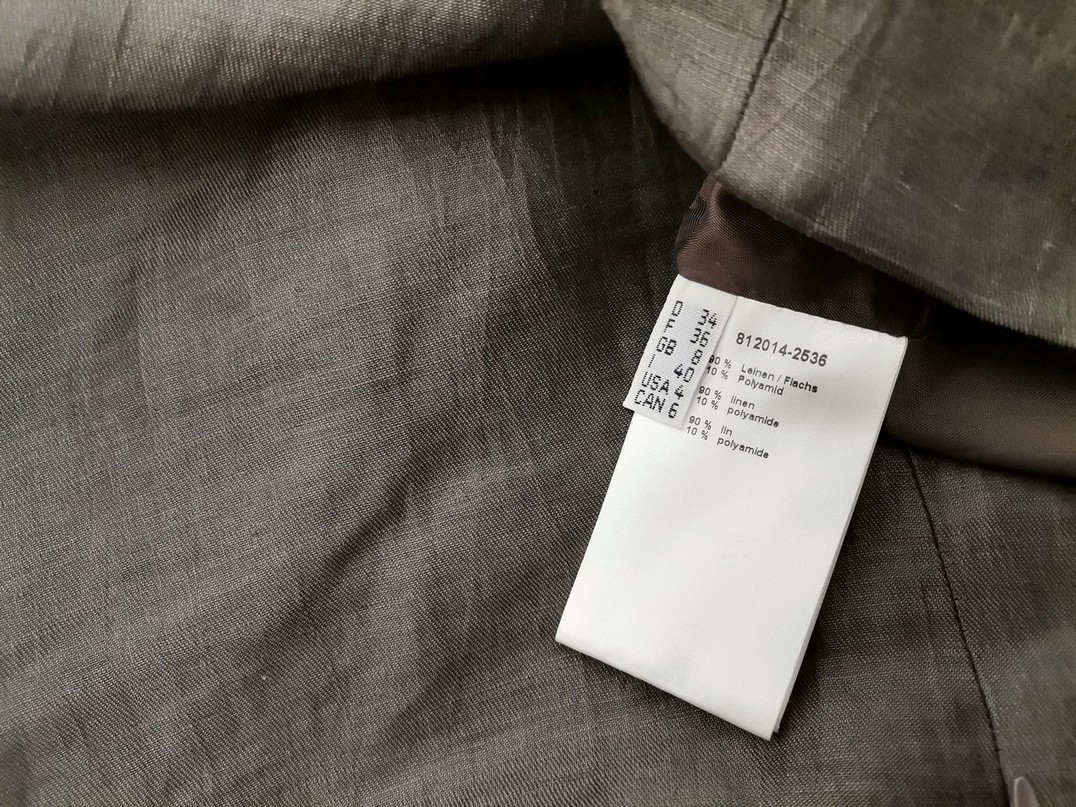 D 34
F 36
GB 8
I 40
USA 4
CAN 6
812014-2536
90 % Leinen / Flachs
10 % Polyamid
90 % linen
10 % polyamide
90 % lin
10 % polyamide